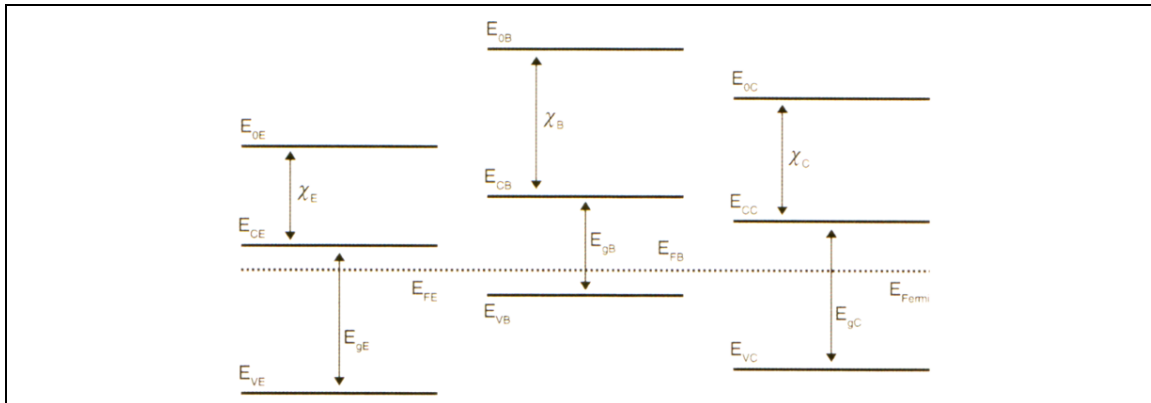 E₀B
E₀C
χB
E₀E
χC
χE
ECB
ECC
ECE
EgB
EFB
EFE
EFermi
EVB
EgC
EgE
EVC
EVE